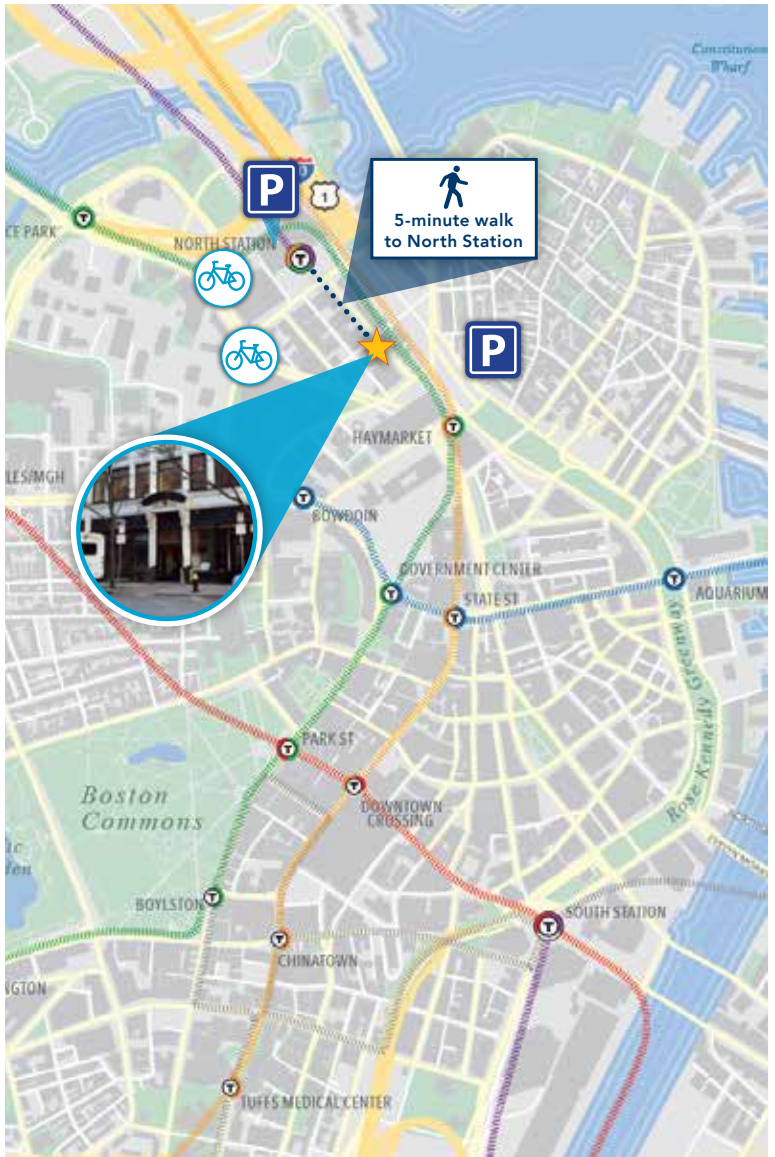 Constitution
Wharf
P
1
5-minute walk
to North Station
CE PARK
T
NORTH STATION
T
P
HAYMARKET
T
LES/MGH
T
BOWDOIN
GOVERNMENT CENTER
T
STATE ST
T
T
AQUARIUM
Rose Kennedy Greenway
T
PARK ST
Boston
Commons
T
DOWNTOWN
CROSSING
BOYLSTON
T
T
SOUTH STATION
T
CHINATOWN
NGTON
T
TUFTS MEDICAL CENTER